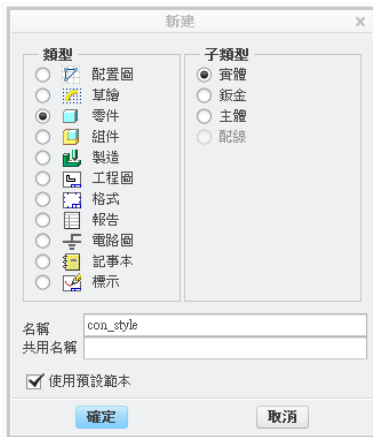 新建
類型
配置圖
草繪
零件
組件
製造
工程圖
格式
報告
電路圖
記事本
標示
子類型
實體
鈑金
主體
配線
名稱 con_style
共用名稱
使用預設範本
確定 取消